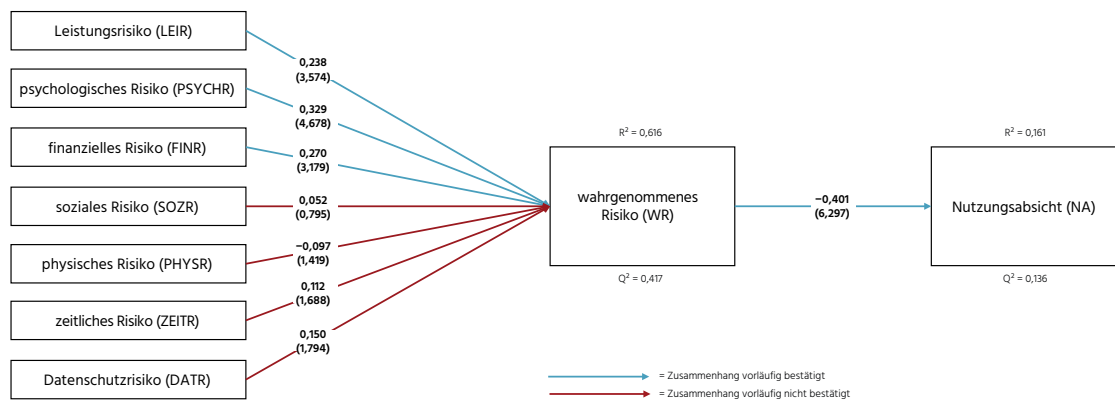 Leistungsrisiko (LEIR)
0,238
(3,574)
psychologisches Risiko (PSYCHR)
0,329
(4,678)
finanzielles Risiko (FINR)
0,270
(3,179)
soziales Risiko (SOZR)
0,052
(0,795)
physisches Risiko (PHYSR)
−0,097
(1,419)
zeitliches Risiko (ZEITR)
0,112
(1,688)
Datenschutzrisiko (DATR)
0,150
(1,794)
R² = 0,616
wahrgenommenes
Risiko (WR)
Q² = 0,417
−0,401
(6,297)
R² = 0,161
Nutzungsabsicht (NA)
Q² = 0,136
= Zusammenhang vorläufig bestätigt
= Zusammenhang vorläufig nicht bestätigt